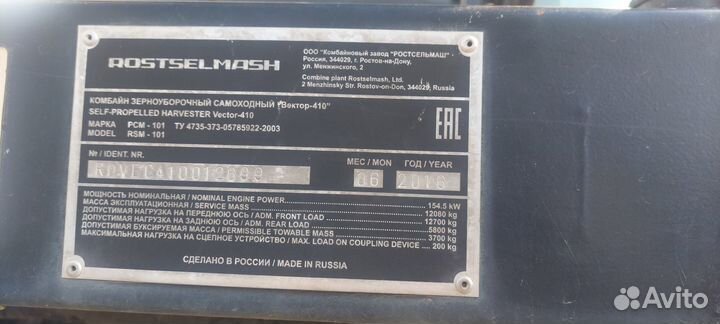 ROSTSELMASH
ООО "Комбайновый завод "РОСТСЕЛЬМАШ"
Россия, 344029, г. Ростов-на-Дону,
ул. Менжинского, 2
Combine plant Rostselmash, Ltd.
2 Menzhinsky Str. Rostov-on-Don, 344029, Russia
КОМБАЙН ЗЕРНОУБОРОЧНЫЙ САМОХОДНЫЙ "Вектор-410"
SELF-PROPELLED HARVESTER Vector-410
МАРКА РСМ - 101 ТУ 4735-373-05785922-2003
MODEL RSM - 101
EAC
№ / IDENT. NR.
МЕС / MON
ГОД / YEAR
R0VEC410012699
06
2016
МОЩНОСТЬ НОМИНАЛЬНАЯ / NOMINAL ENGINE POWER 154.5 kW
МАССА ЭКСПЛУАТАЦИОННАЯ / SERVICE MASS 12080 kg
ДОПУСТИМАЯ НАГРУЗКА НА ПЕРЕДНЮЮ ОСЬ / ADM. FRONT LOAD 12700 kg
ДОПУСТИМАЯ НАГРУЗКА НА ЗАДНЮЮ ОСЬ / ADM. REAR LOAD 5800 kg
ДОПУСТИМАЯ БУКСИРУЕМАЯ МАССА / PERMISSIBLE TOWABLE MASS 3700 kg
МАКСИМАЛЬНАЯ НАГРУЗКА НА СЦЕПНОЕ УСТРОЙСТВО / MAX. LOAD ON COUPLING DEVICE 200 kg
СДЕЛАНО В РОССИИ / MADE IN RUSSIA
Avito